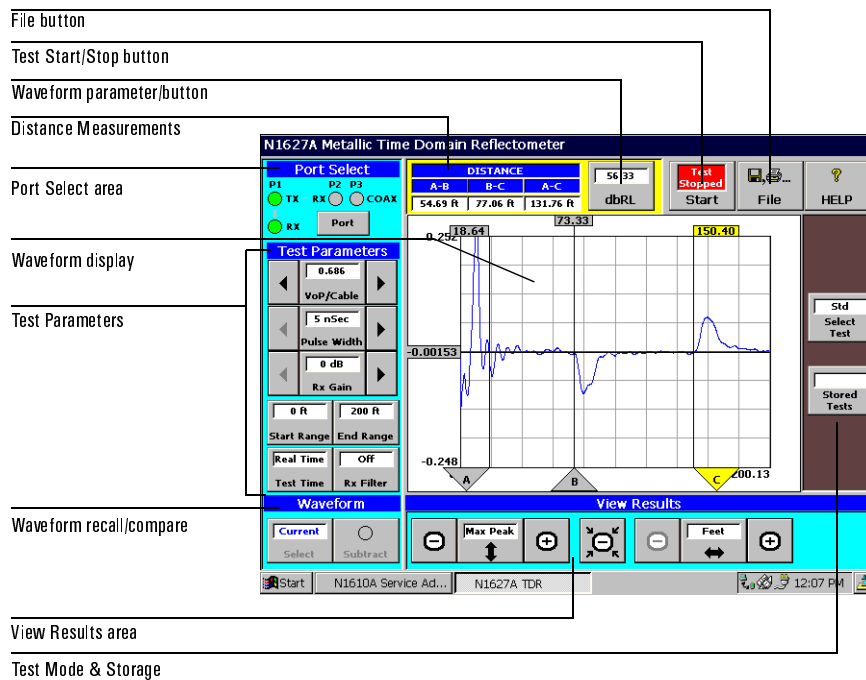 File button
Test Start/Stop button
Waveform parameter/button
Distance Measurements
Port Select area
Waveform display
Test Parameters
Waveform recall/compare
View Results area
Test Mode & Storage
N1627A Metallic Time Domain Reflectometer
Port Select
P1 P2 P3
TX RX COAX
RX Port
DISTANCE
A-B B-C A-C
54.69 ft 77.06 ft 131.76 ft
56.33
dbRL
Test Stopped
Start
File
?
HELP
Test Parameters
0.686
VoP/Cable
5 nSec
Pulse Width
0 dB
Rx Gain
0 ft 200 ft
Start Range End Range
Real Time Off
Test Time Rx Filter
Waveform
Current
Select Subtract
0.252
18.64
73.33
150.40
-0.00153
-0.248
A B C
200.13
Std
Select
Test
Stored
Tests
View Results
Max Peak
Feet
Start
N1610A Service Ad...
N1627A TDR
12:07 PM